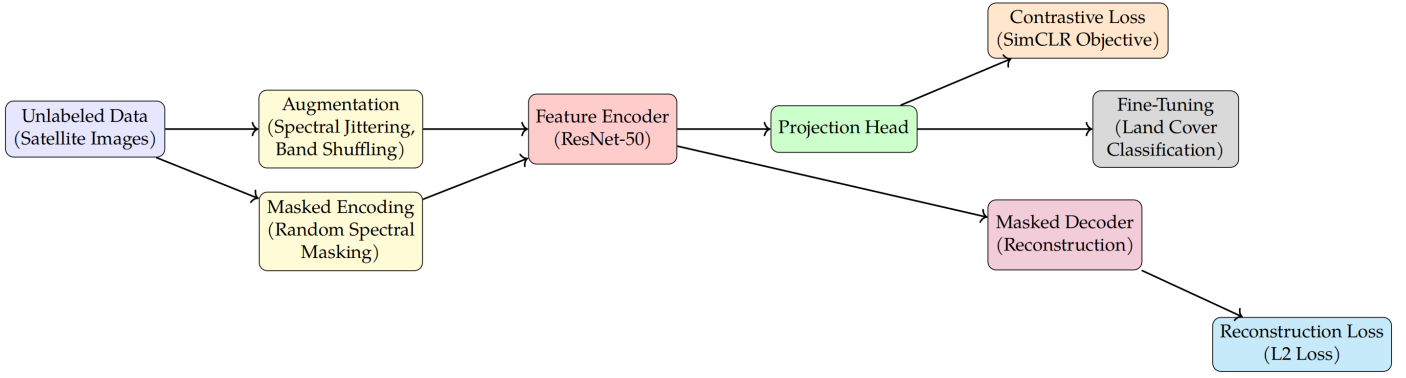 Unlabeled Data
(Satellite Images)
Augmentation
(Spectral Jittering,
Band Shuffling)
Masked Encoding
(Random Spectral
Masking)
Feature Encoder
(ResNet-50)
Projection Head
Contrastive Loss
(SimCLR Objective)
Fine-Tuning
(Land Cover
Classification)
Masked Decoder
(Reconstruction)
Reconstruction Loss
(L2 Loss)